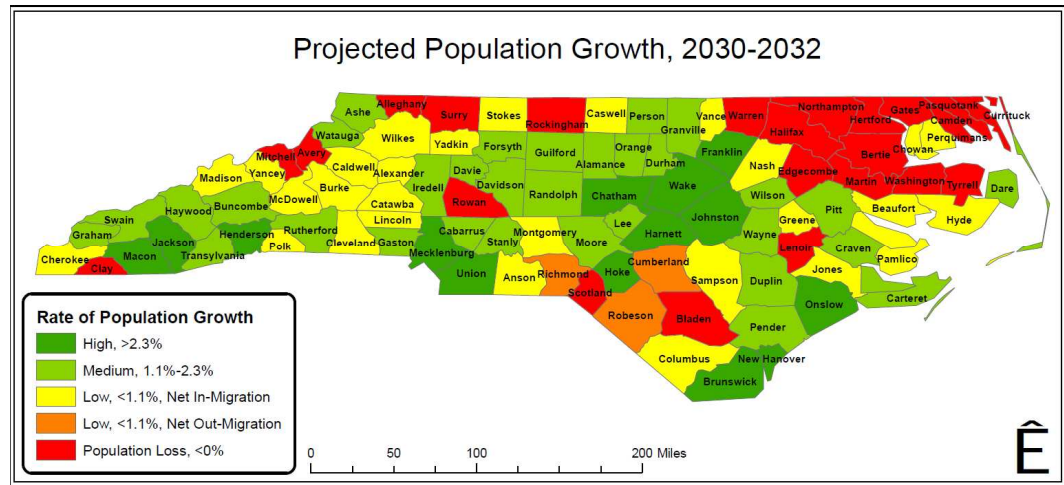 Projected Population Growth, 2030-2032
Ashe
Alleghany
Surry
Stokes
Rockingham
Caswell
Person
Granville
Vance
Warren
Northampton
Gates
Pasquotank
Currituck
Camden
Hertford
Halifax
Perquimans
Chowan
Watauga
Wilkes
Yadkin
Forsyth
Guilford
Alamance
Orange
Durham
Franklin
Nash
Bertie
Edgecombe
Mitchell
Avery
Caldwell
Alexander
Iredell
Davie
Davidson
Randolph
Chatham
Wake
Wilson
Martin
Washington
Tyrrell
Dare
Madison
Yancey
Burke
McDowell
Catawba
Rowan
Johnston
Pitt
Beaufort
Hyde
Haywood
Buncombe
Lincoln
Swain
Graham
Jackson
Henderson
Rutherford
Polk
Cleveland
Gaston
Cabarrus
Stanly
Montgomery
Moore
Lee
Harnett
Wayne
Greene
Lenoir
Craven
Pamlico
Cherokee
Clay
Macon
Transylvania
Mecklenburg
Union
Anson
Richmond
Hoke
Cumberland
Sampson
Duplin
Jones
Carteret
Scotland
Robeson
Bladen
Pender
Onslow
Columbus
New Hanover
Brunswick
Rate of Population Growth
High, >2.3%
Medium, 1.1%-2.3%
Low, <1.1%, Net In-Migration
Low, <1.1%, Net Out-Migration
Population Loss, <0%
0 50 100 200 Miles
Ê